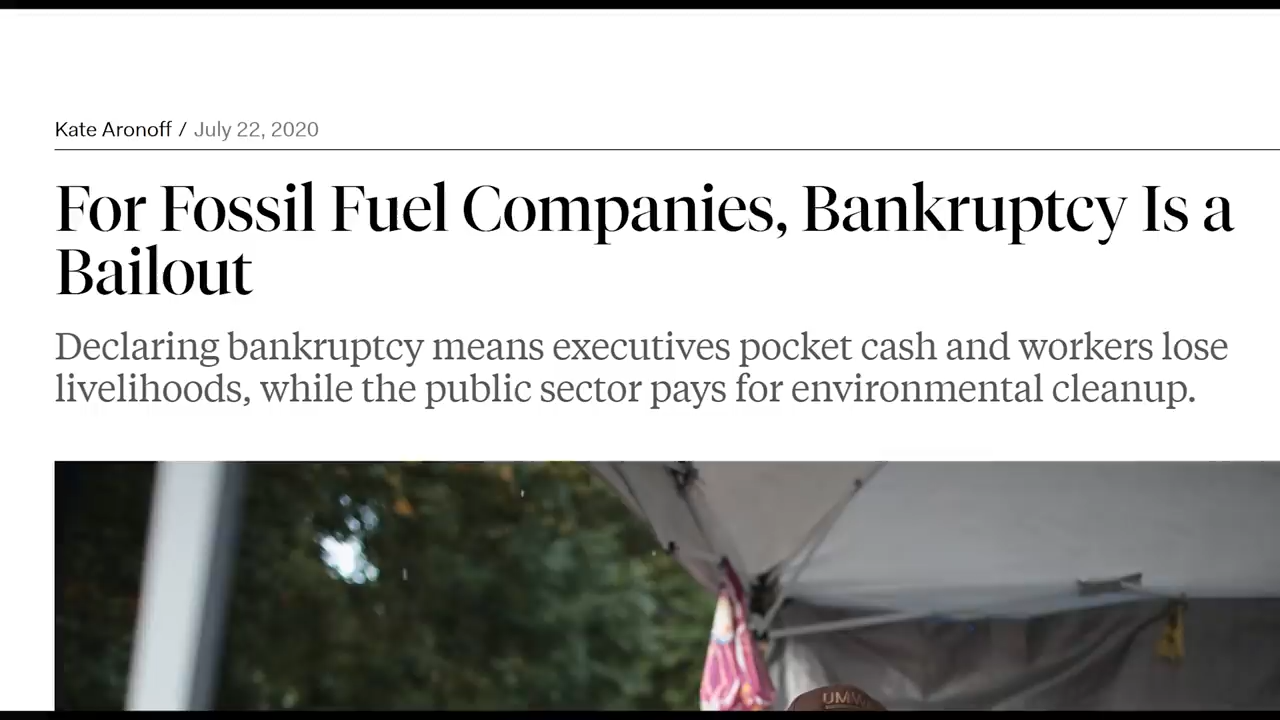 Kate Aronoff / July 22, 2020
For Fossil Fuel Companies, Bankruptcy Is a
Bailout
Declaring bankruptcy means executives pocket cash and workers lose
livelihoods, while the public sector pays for environmental cleanup.